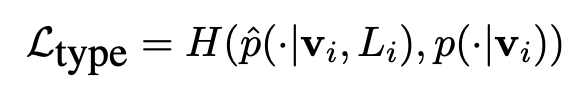 ℒ_type = H(p̂(·|𝐯_i, L_i), p(·|𝐯_i))